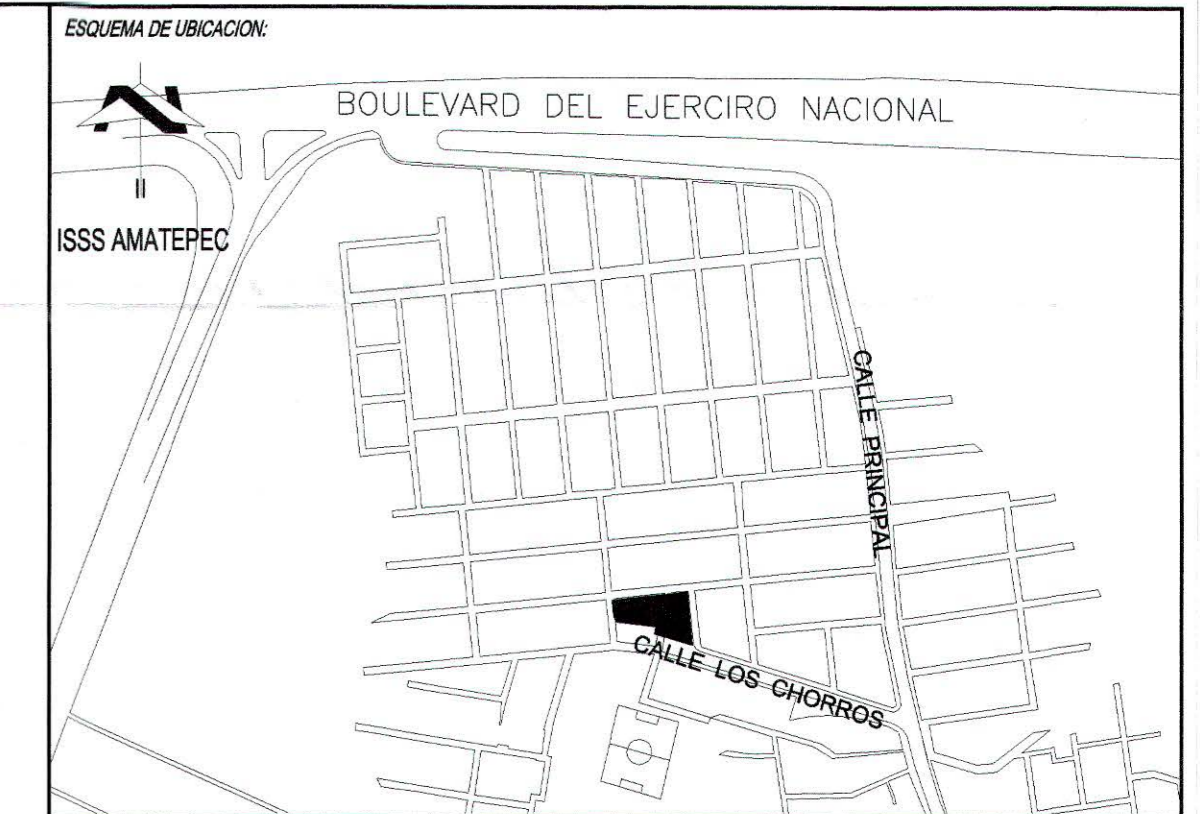 ESQUEMA DE UBICACION:
N
BOULEVARD DEL EJERCIRO NACIONAL
ISSS AMATEPEC
CALLE PRINCIPAL
CALLE LOS CHORROS